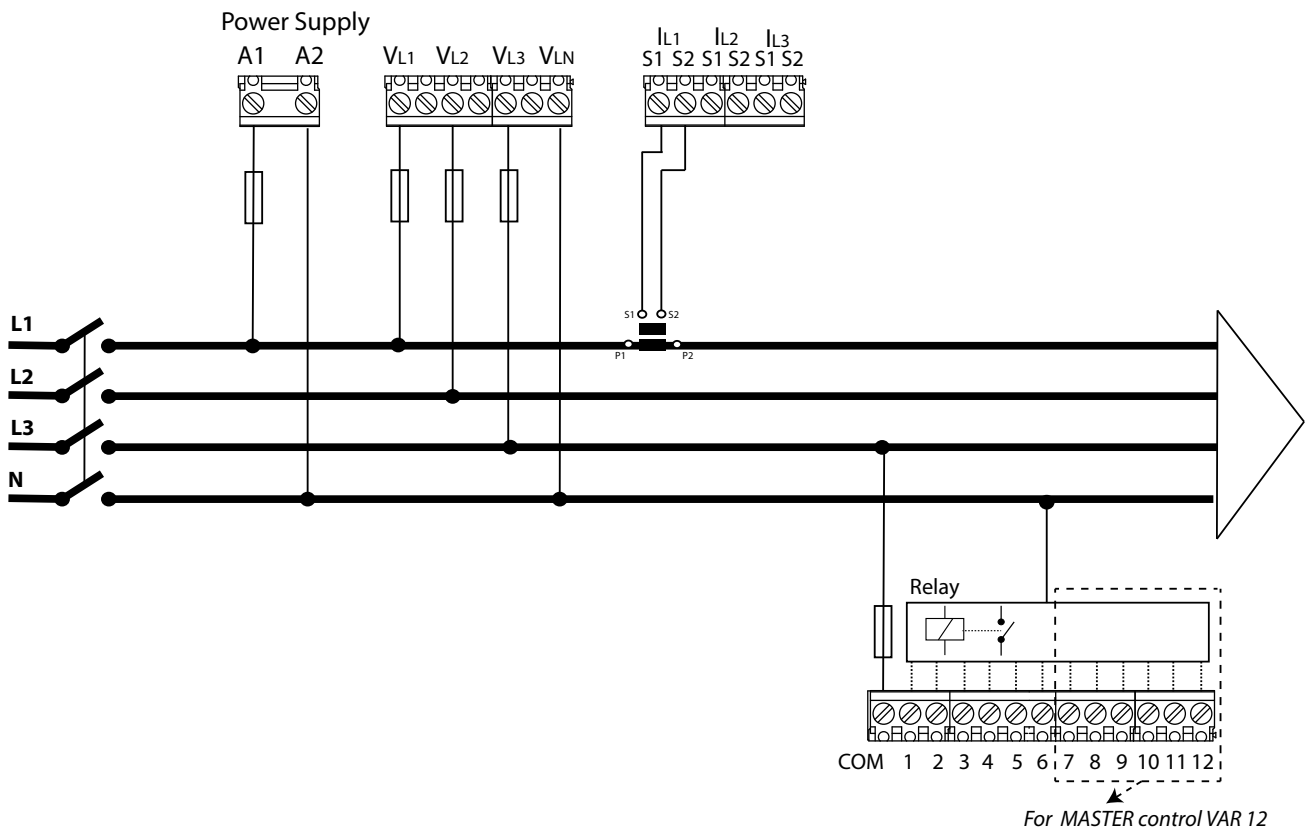 Power Supply
A1 A2
VL1 VL2 VL3 VLN
IL1 IL2 IL3
S1 S2 S1 S2 S1 S2
S1 S2
L1
P1 P2
L2
L3
N
Relay
COM 1 2 3 4 5 6 7 8 9 10 11 12
For MASTER control VAR 12